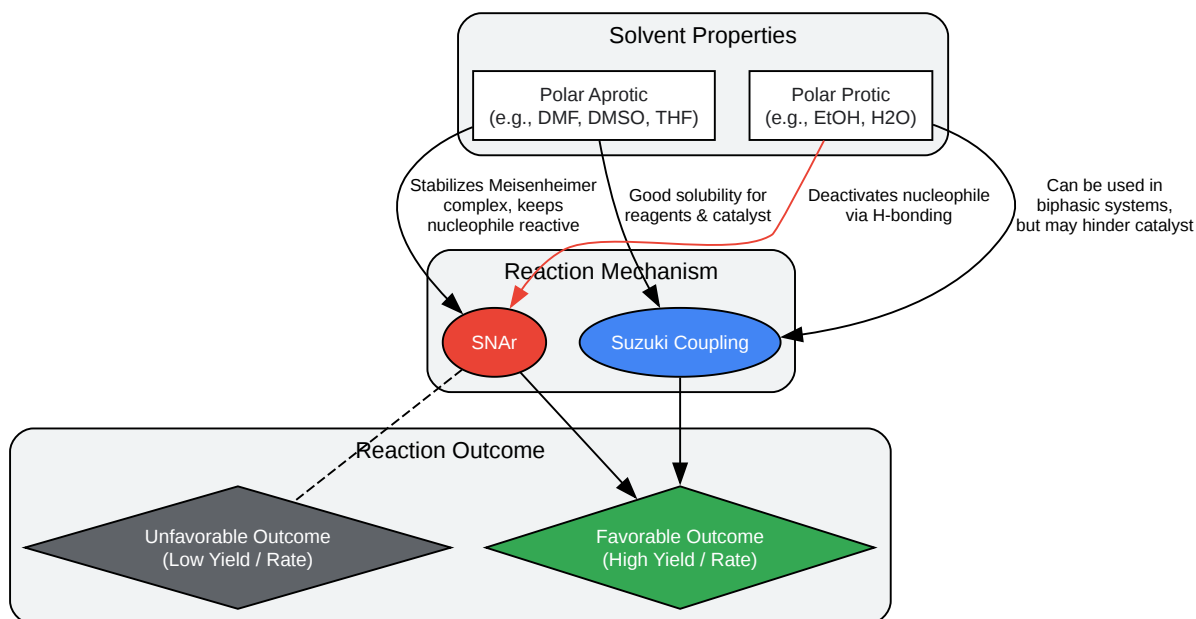 Solvent Properties
Polar Aprotic
(e.g., DMF, DMSO, THF)
Polar Protic
(e.g., EtOH, H2O)
Stabilizes Meisenheimer
complex, keeps
nucleophile reactive
Good solubility for
reagents & catalyst
Deactivates nucleophile
via H-bonding
Can be used in
biphasic systems,
but may hinder catalyst
Reaction Mechanism
SNAr
Suzuki Coupling
Reaction Outcome
Unfavorable Outcome
(Low Yield / Rate)
Favorable Outcome
(High Yield / Rate)